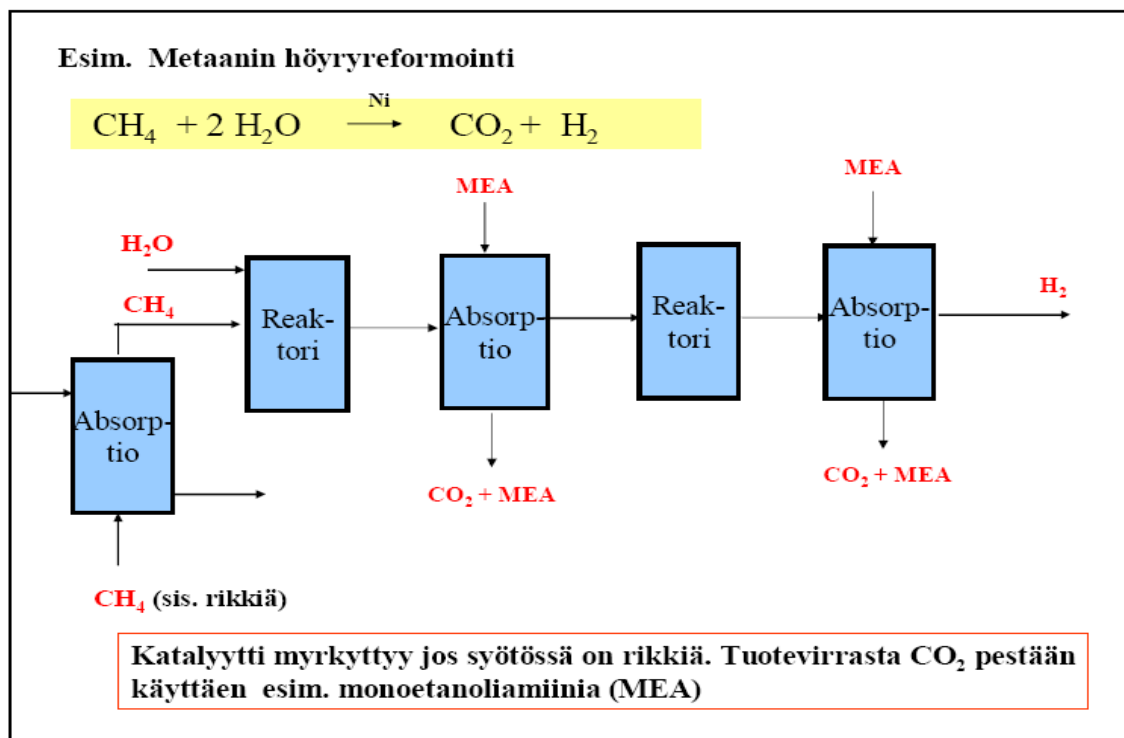 Esim. Metaanin höyryreformointi
Ni
CH₄ + 2 H₂O → CO₂ + H₂
MEA
MEA
H₂O
CH₄
H₂
Reak-
tori
Absorp-
tio
Reak-
tori
Absorp-
tio
Absorp-
tio
CO₂ + MEA
CO₂ + MEA
CH₄ (sis. rikkiä)
Katalyytti myrkyttyy jos syötössä on rikkiä. Tuotevirrasta CO₂ pestään
käyttäen esim. monoetanoliamiinia (MEA)